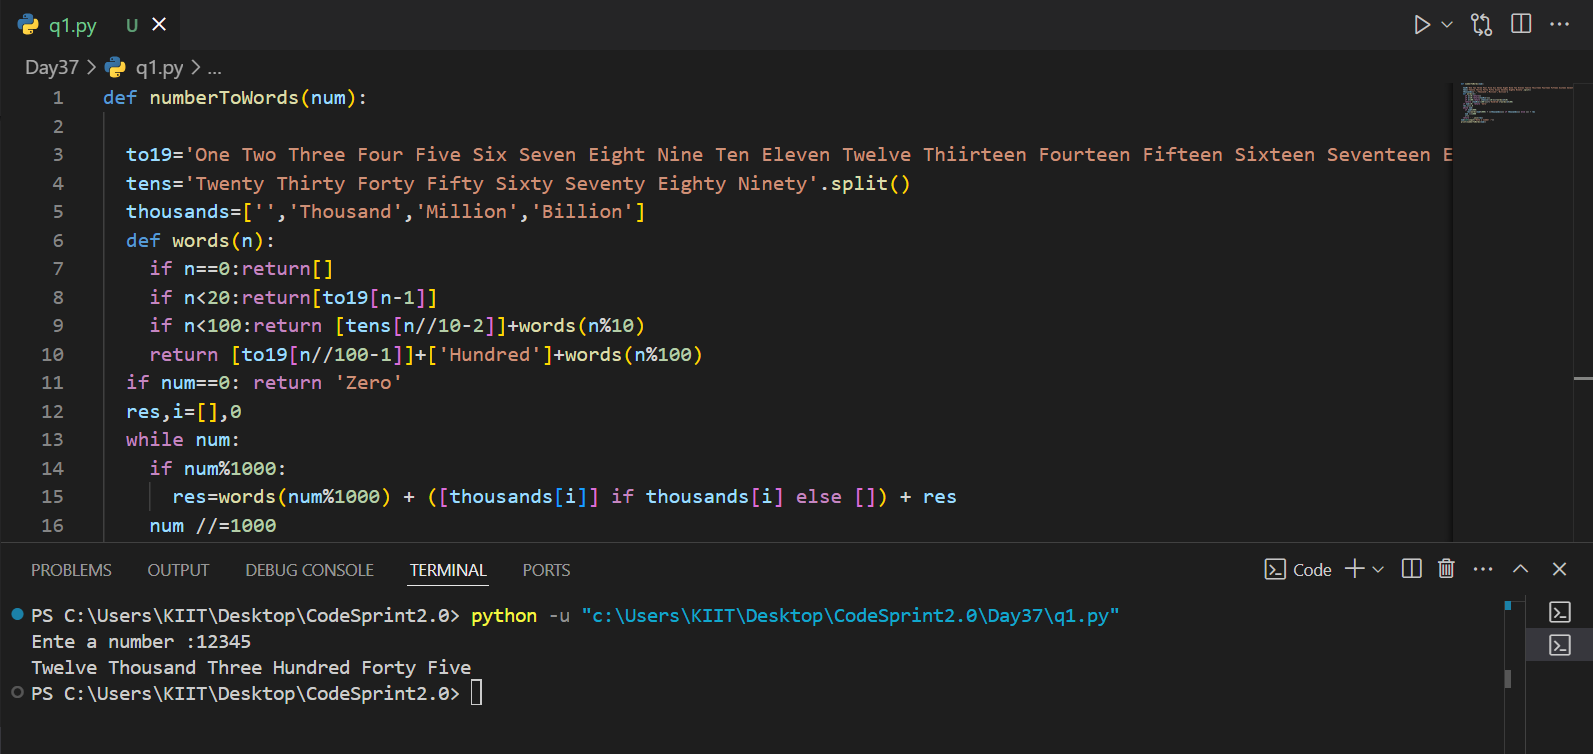 q1.py U
Day37 > q1.py > ...
1 def numberToWords(num):
2
3 to19='One Two Three Four Five Six Seven Eight Nine Ten Eleven Twelve Thiirteen Fourteen Fifteen Sixteen Seventeen E
4 tens='Twenty Thirty Forty Fifty Sixty Seventy Eighty Ninety'.split()
5 thousands=['','Thousand','Million','Billion']
6 def words(n):
7 if n==0:return[]
8 if n<20:return[to19[n-1]]
9 if n<100:return [tens[n//10-2]]+words(n%10)
10 return [to19[n//100-1]]+['Hundred']+words(n%100)
11 if num==0: return 'Zero'
12 res,i=[],0
13 while num:
14 if num%1000:
15 res=words(num%1000) + ([thousands[i]] if thousands[i] else []) + res
16 num //=1000
PROBLEMS OUTPUT DEBUG CONSOLE TERMINAL PORTS Code
PS C:\Users\KIIT\Desktop\CodeSprint2.0> python -u "c:\Users\KIIT\Desktop\CodeSprint2.0\Day37\q1.py"
Ente a number :12345
Twelve Thousand Three Hundred Forty Five
PS C:\Users\KIIT\Desktop\CodeSprint2.0>